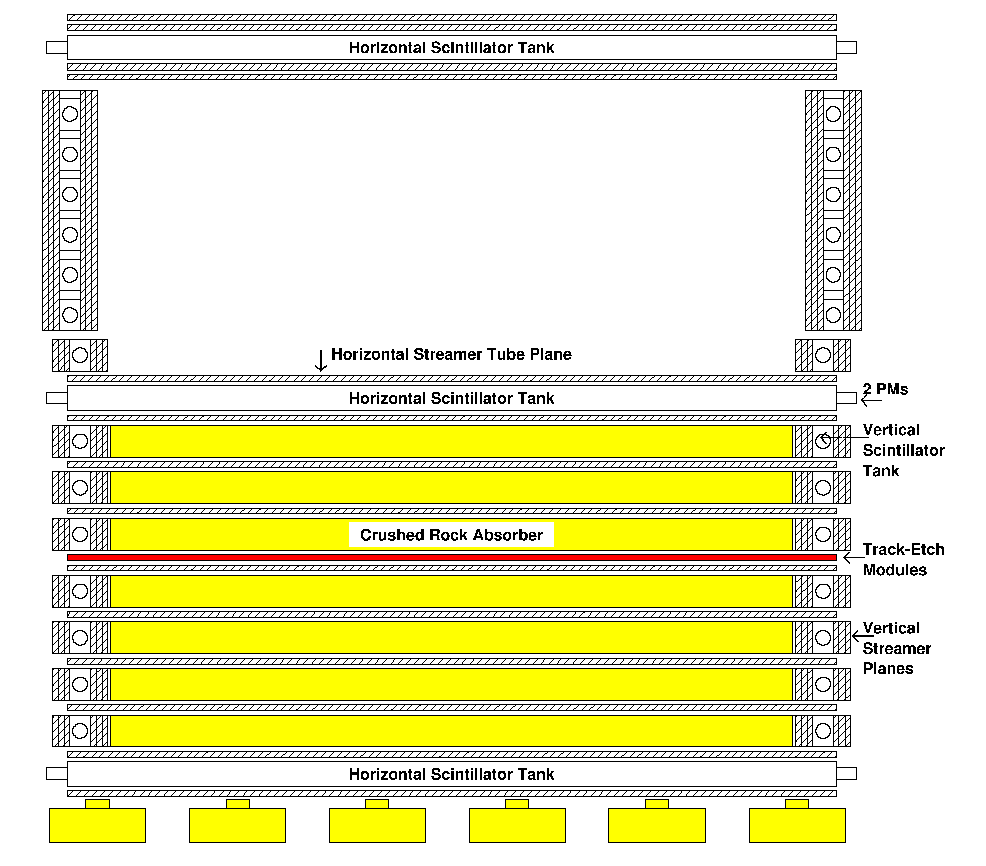 Horizontal Scintillator Tank
Horizontal Streamer Tube Plane
Horizontal Scintillator Tank
2 PMs
Vertical
Scintillator
Tank
Crushed Rock Absorber
Track-Etch
Modules
Vertical
Streamer
Planes
Horizontal Scintillator Tank